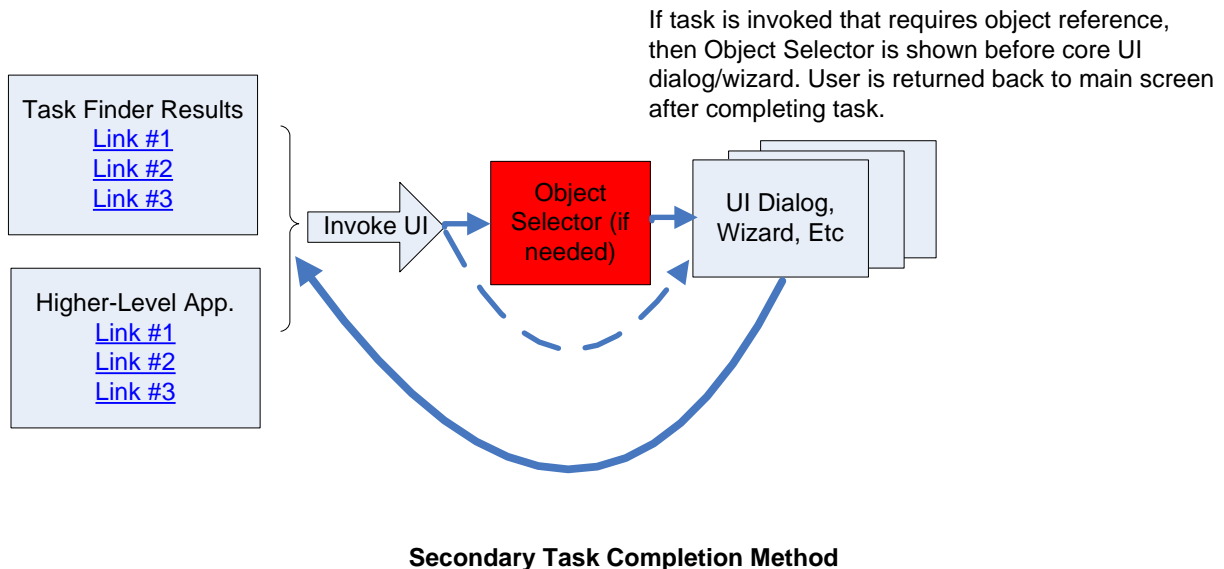 If task is invoked that requires object reference,
then Object Selector is shown before core UI
dialog/wizard. User is returned back to main screen
after completing task.
Task Finder Results
Link #1
Link #2
Link #3
Higher-Level App.
Link #1
Link #2
Link #3
Invoke UI
Object
Selector (if
needed)
UI Dialog,
Wizard, Etc
Secondary Task Completion Method